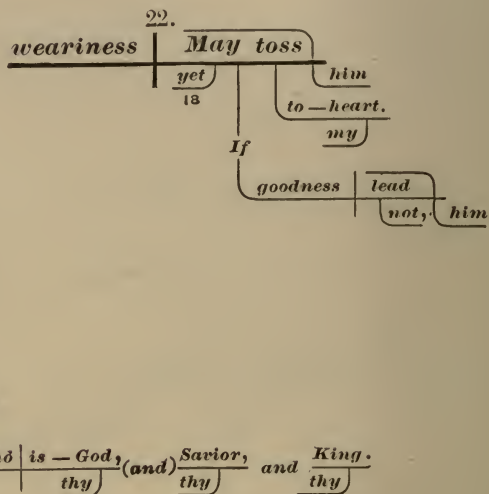 22.
weariness May toss
yet him
18
to — heart.
my
If
goodness lead
not, him
is — God, (and) Savior, and King.
thy thy thy